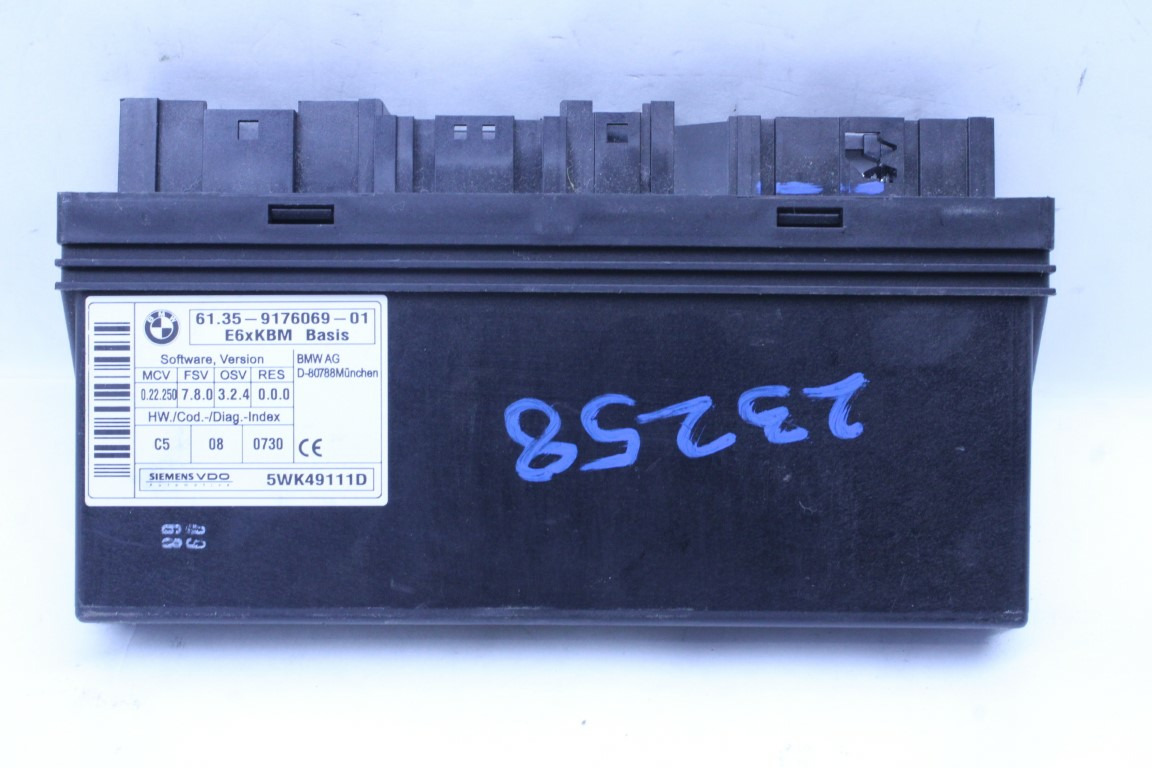 BMW
61.35-9176069-01
E6xKBM Basis
Software, Version
MCV FSV OSV RES
0.22.250 7.8.0 3.2.4 0.0.0
HW./Cod.-/Diag.-Index
C5 08 0730
BMW AG
D-80788München
CE
SIEMENS VDO
Automotive
5WK49111D
23258